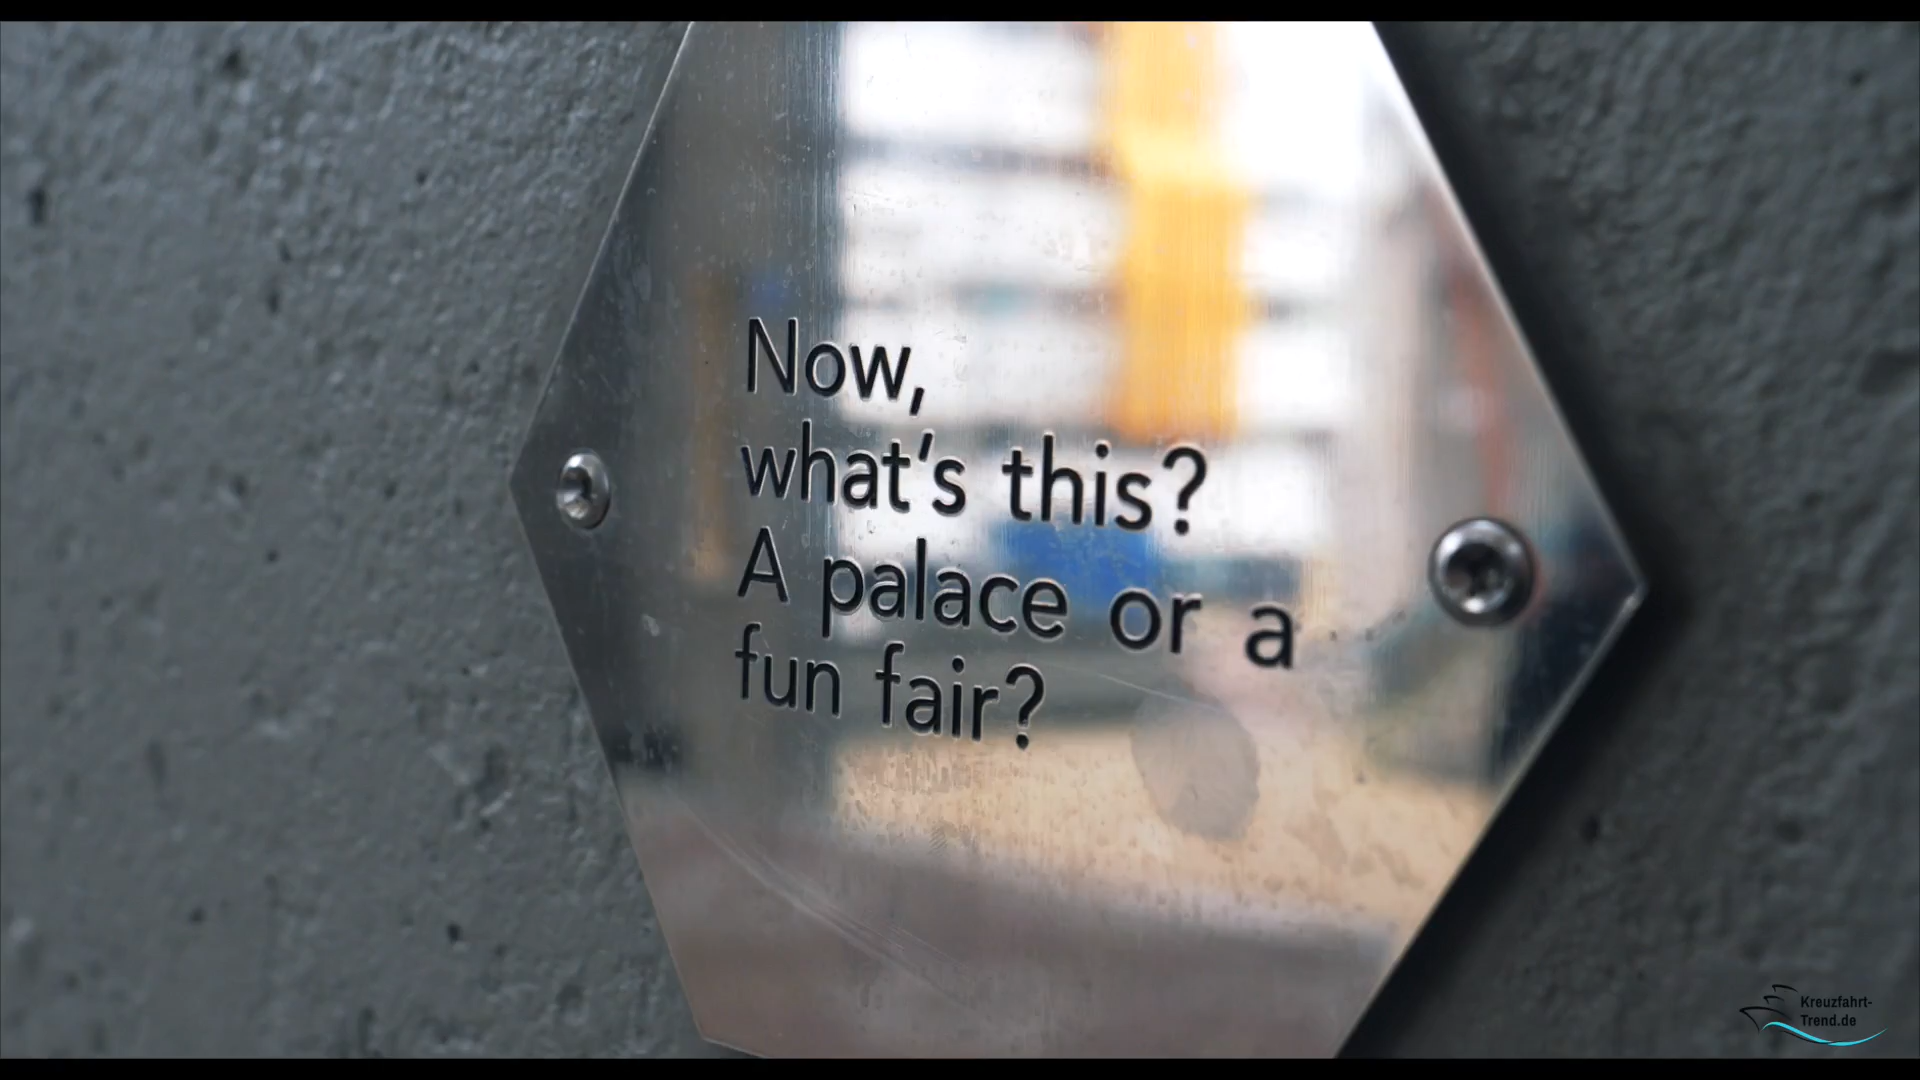 Now,
what's this?
A palace or a
fun fair?
Kreuzfahrt-
Trend.de